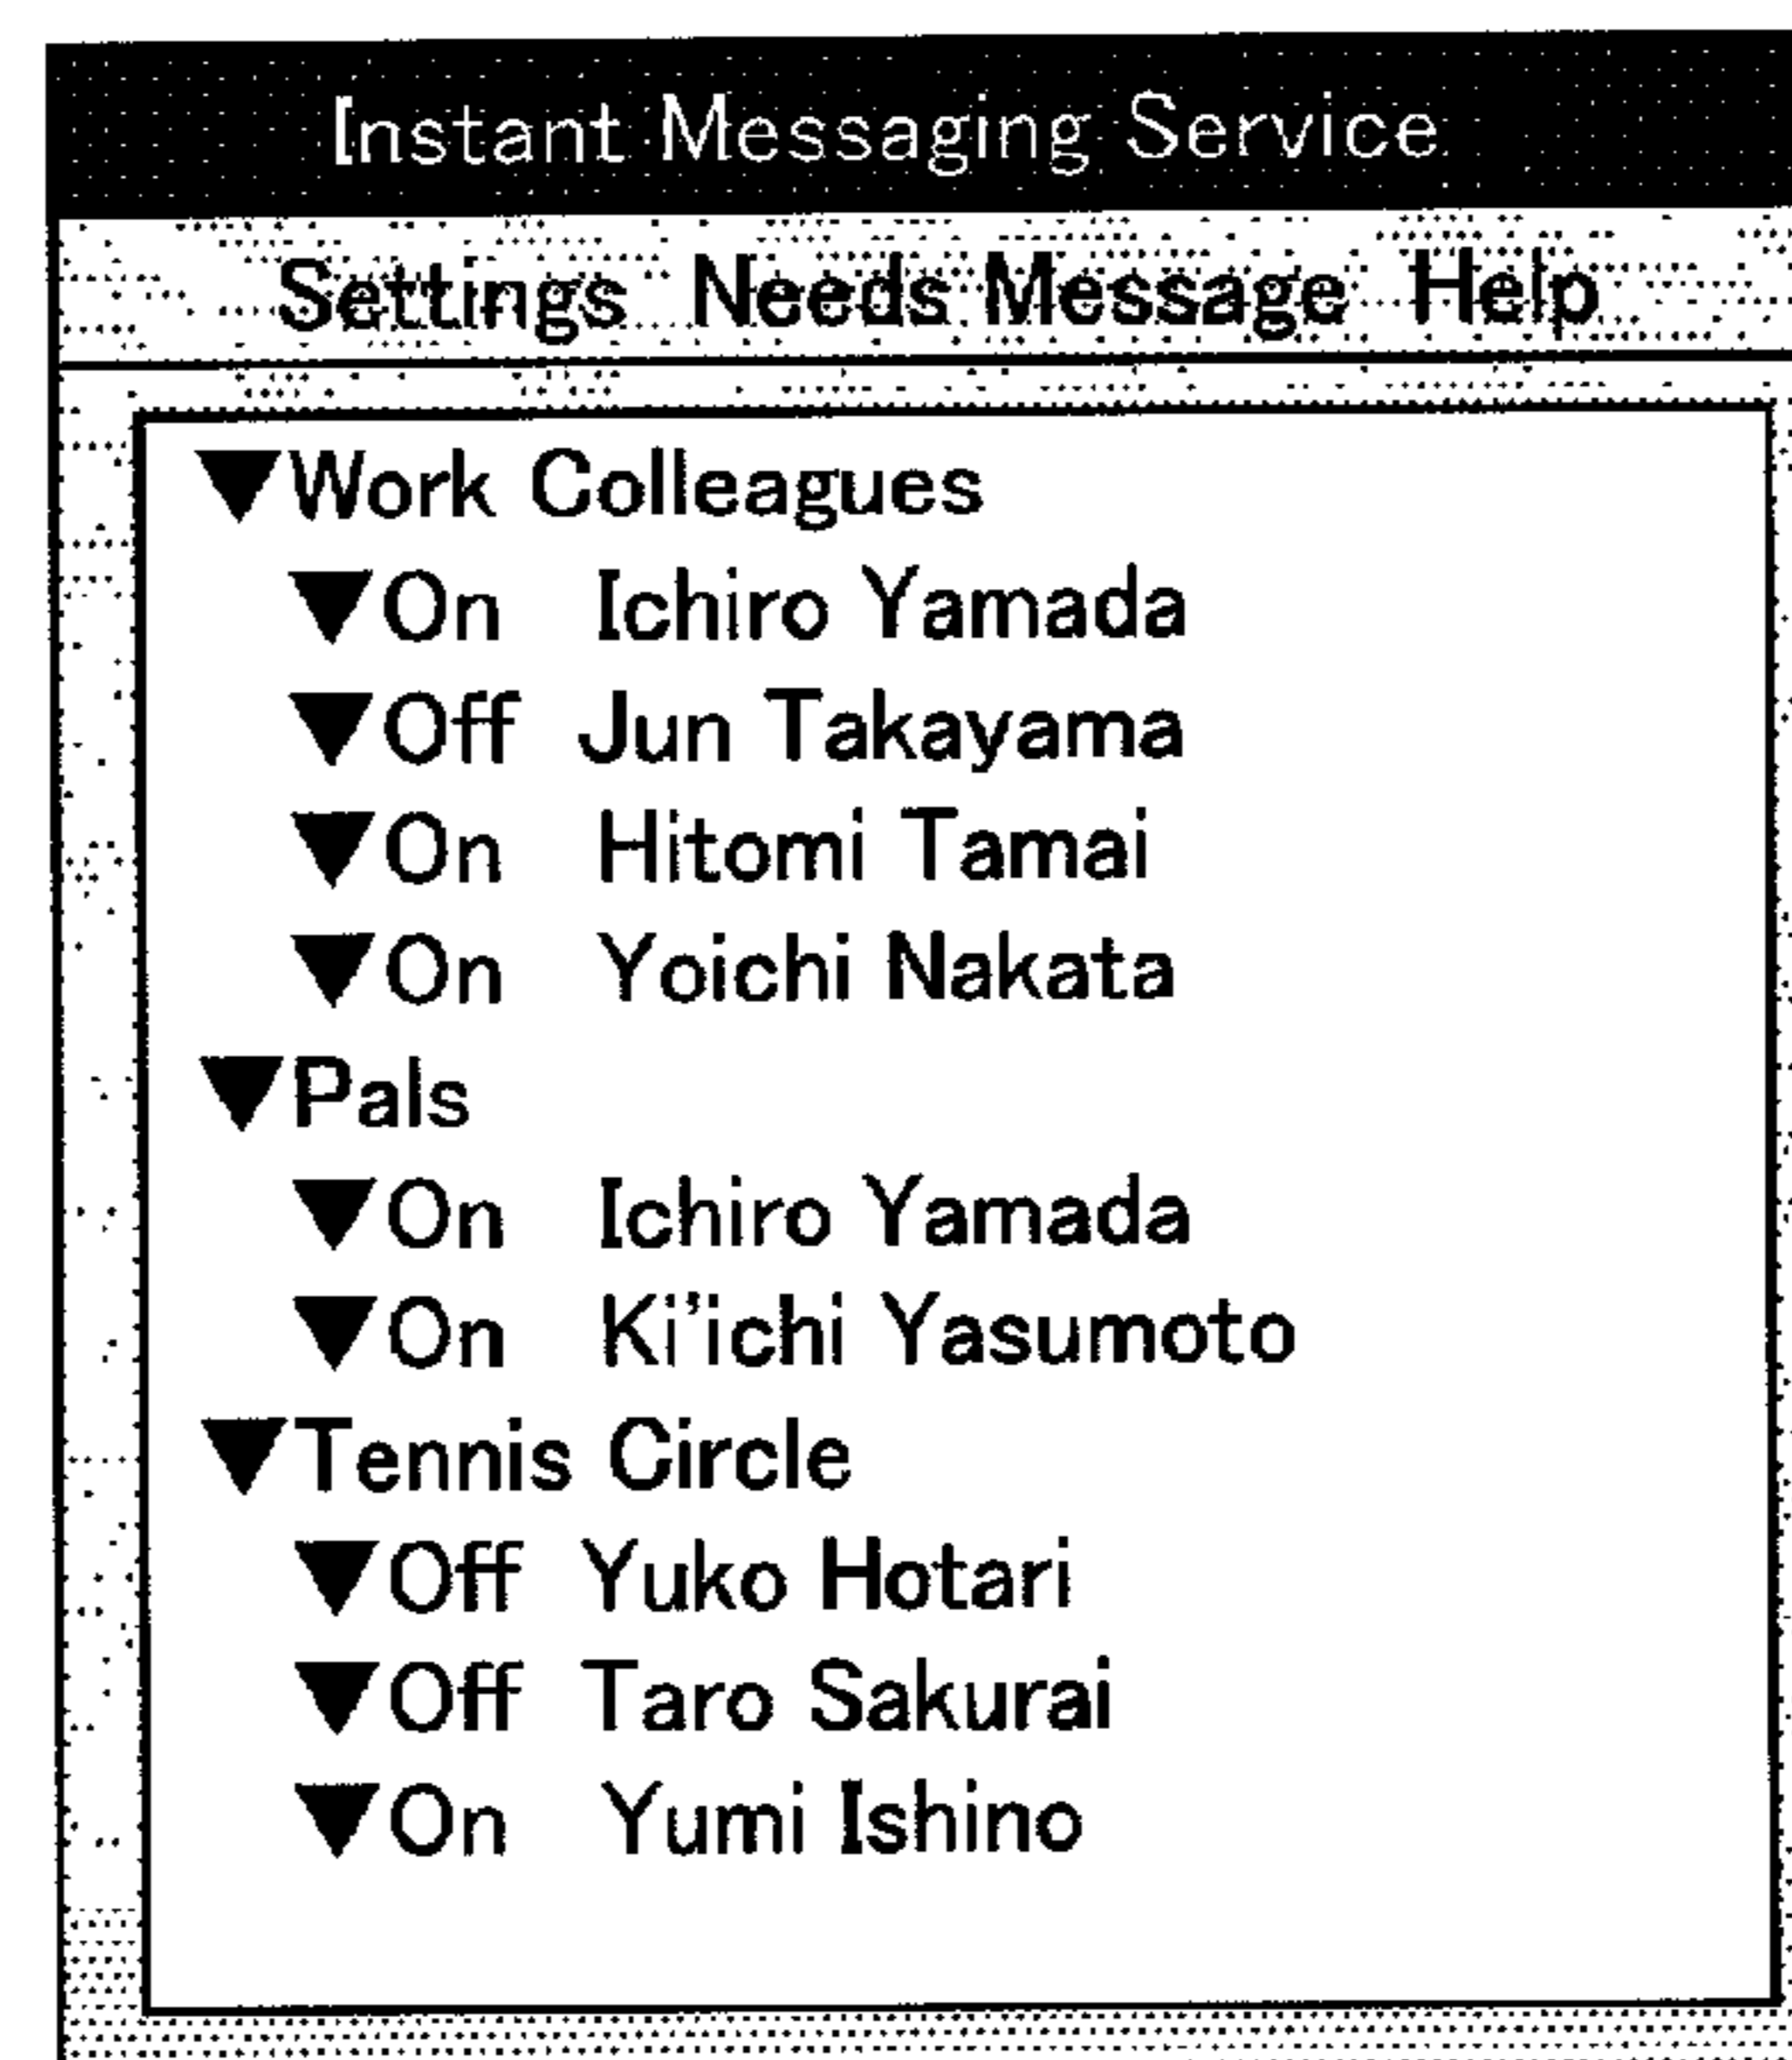 Instant Messaging Service
Settings Needs Message Help
▼Work Colleagues
▼On Ichiro Yamada
▼Off Jun Takayama
▼On Hitomi Tamai
▼On Yoichi Nakata
▼Pals
▼On Ichiro Yamada
▼On Ki'ichi Yasumoto
▼Tennis Circle
▼Off Yuko Hotari
▼Off Taro Sakurai
▼On Yumi Ishino